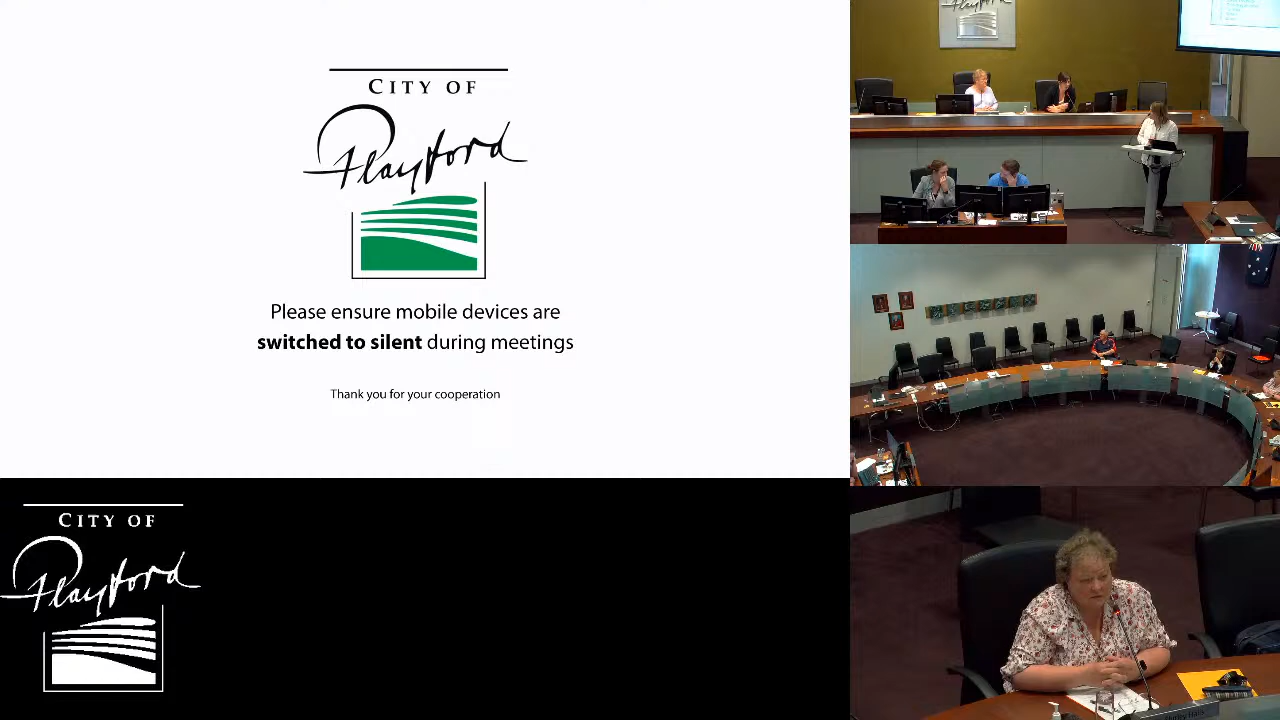 CITY OF
Playford
Please ensure mobile devices are
switched to silent during meetings
Thank you for your cooperation
CITY OF
Playford